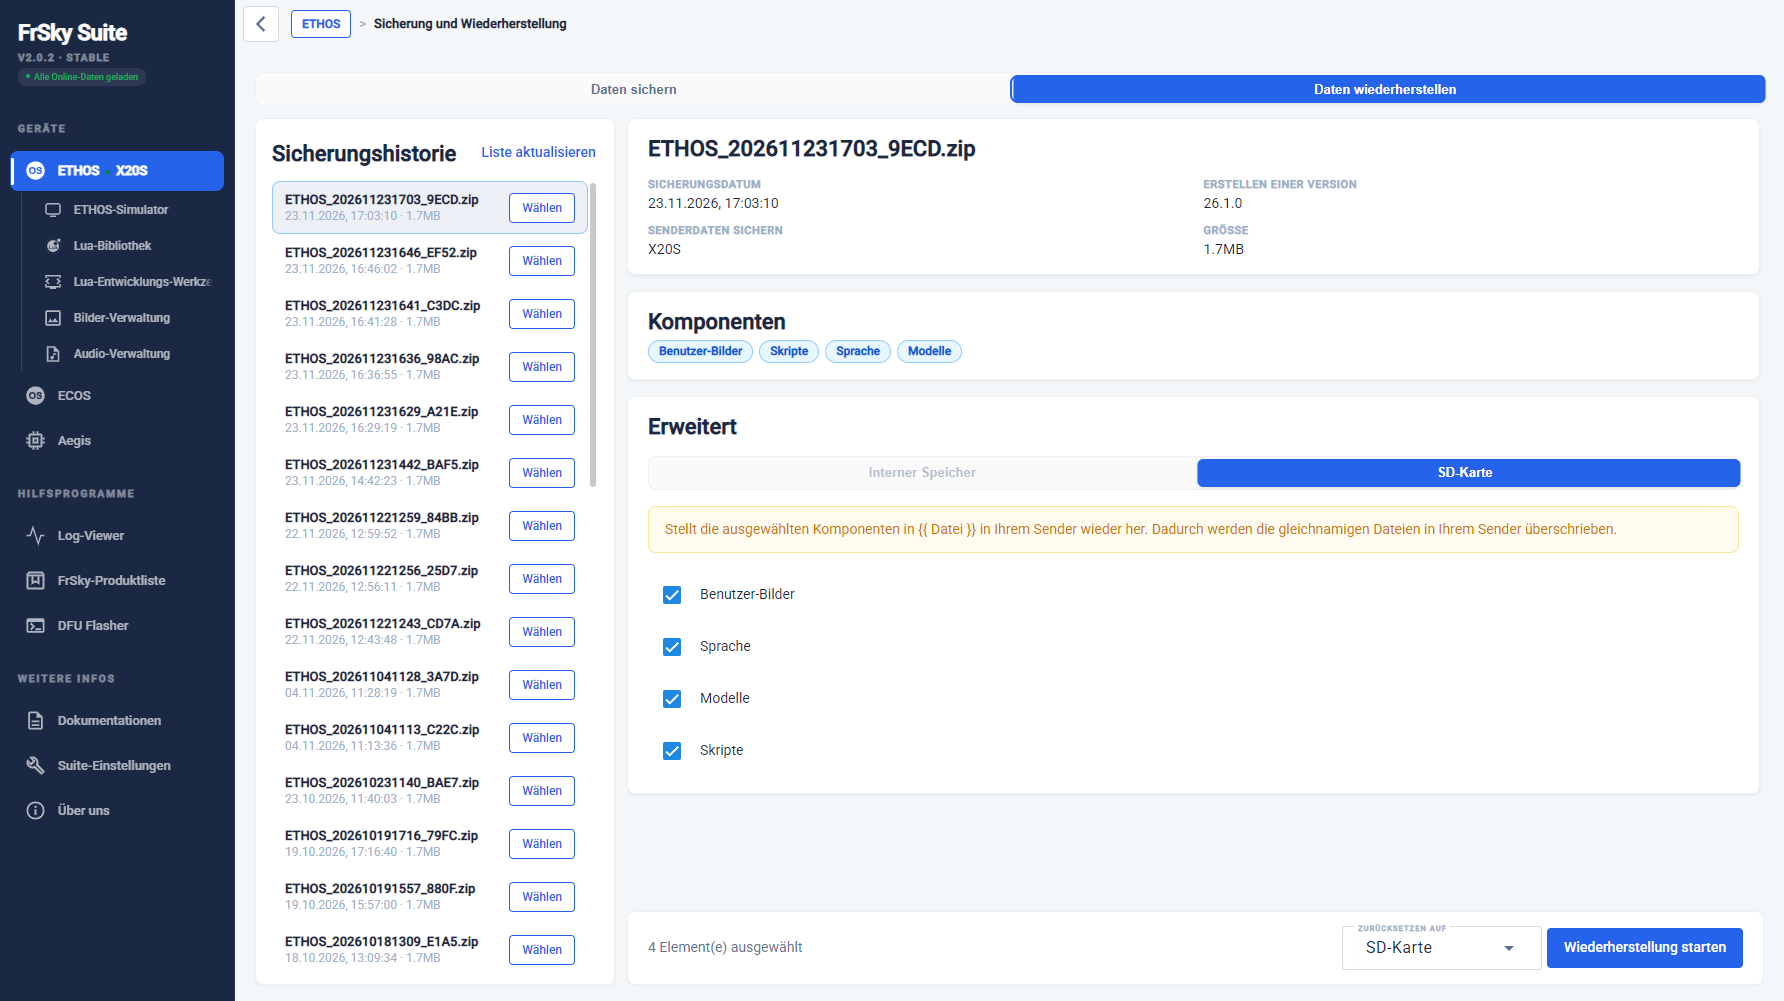 FrSky Suite
V2.0.2 · STABLE
• Alle Online-Daten geladen
GERÄTE
ETHOS • X20S
ETHOS-Simulator
Lua-Bibliothek
Lua-Entwicklungs-Werkze
Bilder-Verwaltung
Audio-Verwaltung
ECOS
Aegis
HILFSPROGRAMME
Log-Viewer
FrSky-Produktliste
DFU Flasher
WEITERE INFOS
Dokumentationen
Suite-Einstellungen
Über uns
ETHOS > Sicherung und Wiederherstellung
Daten sichern
Daten wiederherstellen
Sicherungshistorie Liste aktualisieren
ETHOS_202611231703_9ECD.zip
23.11.2026, 17:03:10 · 1.7MB
Wählen
ETHOS_202611231646_EF52.zip
23.11.2026, 16:46:02 · 1.7MB
Wählen
ETHOS_202611231641_C3DC.zip
23.11.2026, 16:41:28 · 1.7MB
Wählen
ETHOS_202611231636_98AC.zip
23.11.2026, 16:36:55 · 1.7MB
Wählen
ETHOS_202611231629_A21E.zip
23.11.2026, 16:29:19 · 1.7MB
Wählen
ETHOS_202611231442_BAF5.zip
23.11.2026, 14:42:23 · 1.7MB
Wählen
ETHOS_202611221259_84BB.zip
22.11.2026, 12:59:52 · 1.7MB
Wählen
ETHOS_202611221256_25D7.zip
22.11.2026, 12:56:11 · 1.7MB
Wählen
ETHOS_202611221243_CD7A.zip
22.11.2026, 12:43:48 · 1.7MB
Wählen
ETHOS_202611041128_3A7D.zip
04.11.2026, 11:28:19 · 1.7MB
Wählen
ETHOS_202611041113_C22C.zip
04.11.2026, 11:13:36 · 1.7MB
Wählen
ETHOS_202610231140_BAE7.zip
23.10.2026, 11:40:03 · 1.7MB
Wählen
ETHOS_202610191716_79FC.zip
19.10.2026, 17:16:40 · 1.7MB
Wählen
ETHOS_202610191557_880F.zip
19.10.2026, 15:57:00 · 1.7MB
Wählen
ETHOS_202610181309_E1A5.zip
18.10.2026, 13:09:34 · 1.7MB
Wählen
ETHOS_202611231703_9ECD.zip
SICHERUNGSDATUM
23.11.2026, 17:03:10
ERSTELLEN EINER VERSION
26.1.0
SENDERDATEN SICHERN
X20S
GRÖSSE
1.7MB
Komponenten
Benutzer-Bilder Skripte Sprache Modelle
Erweitert
Interner Speicher
SD-Karte
Stellt die ausgewählten Komponenten in {{ Datei }} in Ihrem Sender wieder her. Dadurch werden die gleichnamigen Dateien in Ihrem Sender überschrieben.
Benutzer-Bilder
Sprache
Modelle
Skripte
4 Element(e) ausgewählt
ZURÜCKSETZEN AUF
SD-Karte
Wiederherstellung starten